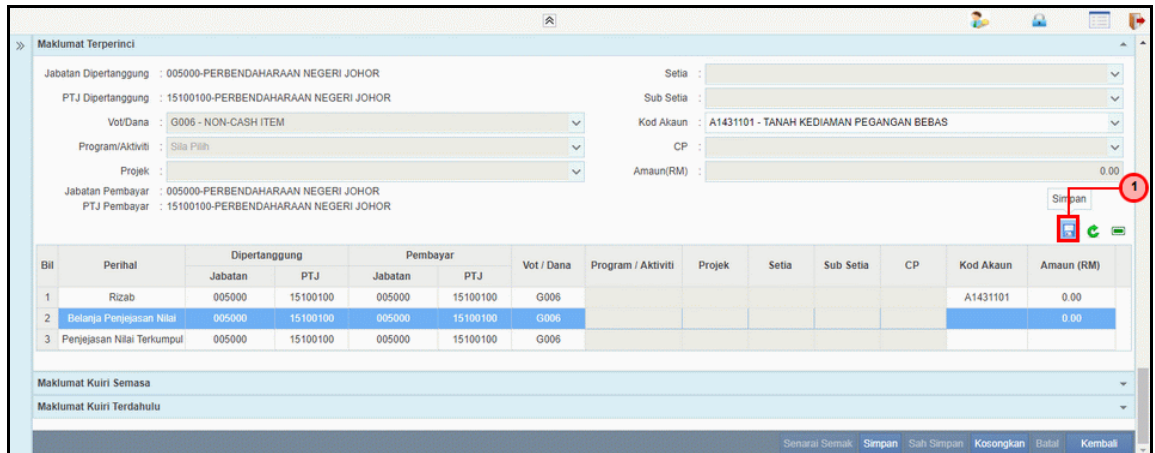 Maklumat Terperinci
Jabatan Dipertanggung : 005000-PERBENDAHARAAN NEGERI JOHOR Setia :
PTJ Dipertanggung : 15100100-PERBENDAHARAAN NEGERI JOHOR Sub Setia :
Vot/Dana : G006 - NON-CASH ITEM Kod Akaun : A1431101 - TANAH KEDIAMAN PEGANGAN BEBAS
Program/Aktiviti : Sila Pilih CP :
Projek : Amaun(RM) : 0.00
Jabatan Pembayar : 005000-PERBENDAHARAAN NEGERI JOHOR
PTJ Pembayar : 15100100-PERBENDAHARAAN NEGERI JOHOR
Simpan
1
Bil Perihal Dipertanggung Pembayar Vot / Dana Program / Aktiviti Projek Setia Sub Setia CP Kod Akaun Amaun (RM)
Jabatan PTJ Jabatan PTJ
1 Rizab 005000 15100100 005000 15100100 G006 A1431101 0.00
2 Belanja Penjejasan Nilai 005000 15100100 005000 15100100 G006 0.00
3 Penjejasan Nilai Terkumpul 005000 15100100 005000 15100100 G006
Maklumat Kuiri Semasa
Maklumat Kuiri Terdahulu
Senarai Semak Simpan Sah Simpan Kosongkan Batal Kembali